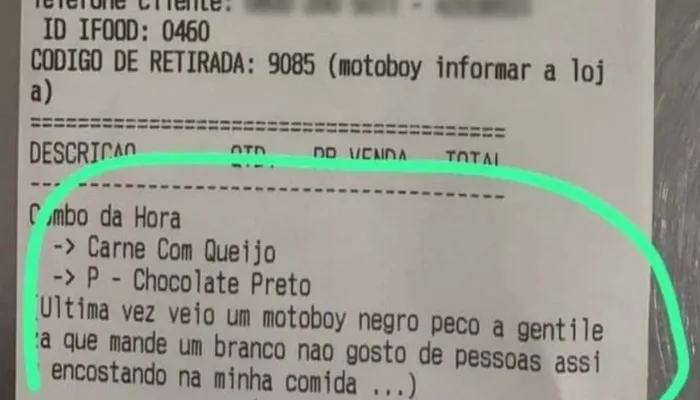 Telefone Cliente:
ID IFOOD: 0460
CODIGO DE RETIRADA: 9085 (motoboy informar a loj
a)
========================================
DESCRICAO QTD. PR VENDA TOTAL
----------------------------------------
Combo da Hora
-> Carne Com Queijo
-> P - Chocolate Preto
(Ultima vez veio um motoboy negro peco a gentile
za que mande um branco nao gosto de pessoas assi
encostando na minha comida ...)